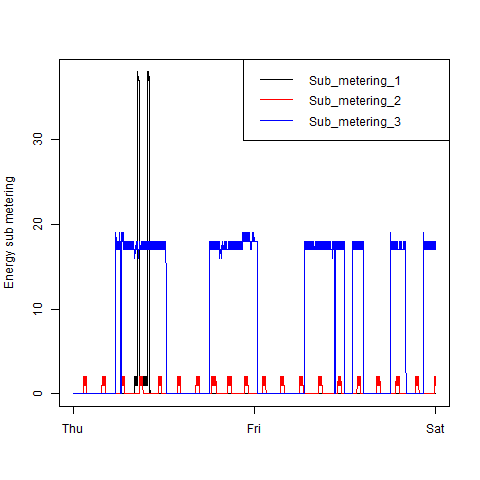 Sub_metering_1
Sub_metering_2
Sub_metering_3
Energy sub metering
30
20
10
0
Thu
Fri
Sat